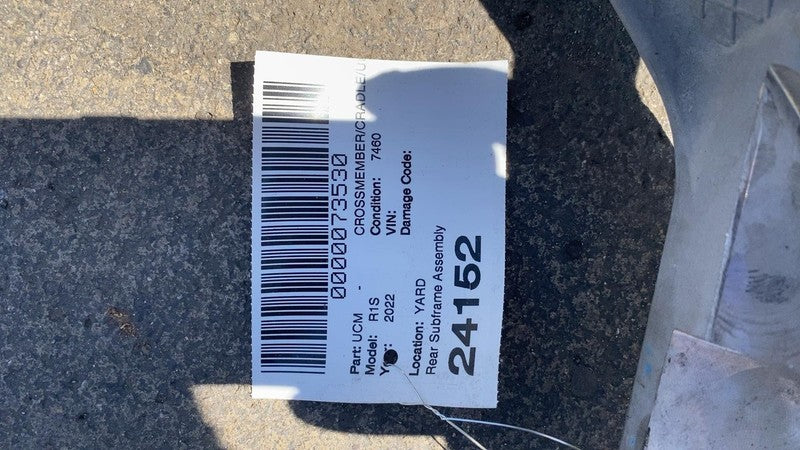 0000073530
Part: UCM - CROSSMEMBER/CRADLE/U
Model: R1S Condition: 7460
Year: 2022 VIN:
Damage Code:
Location: YARD
Rear Subframe Assembly
24152